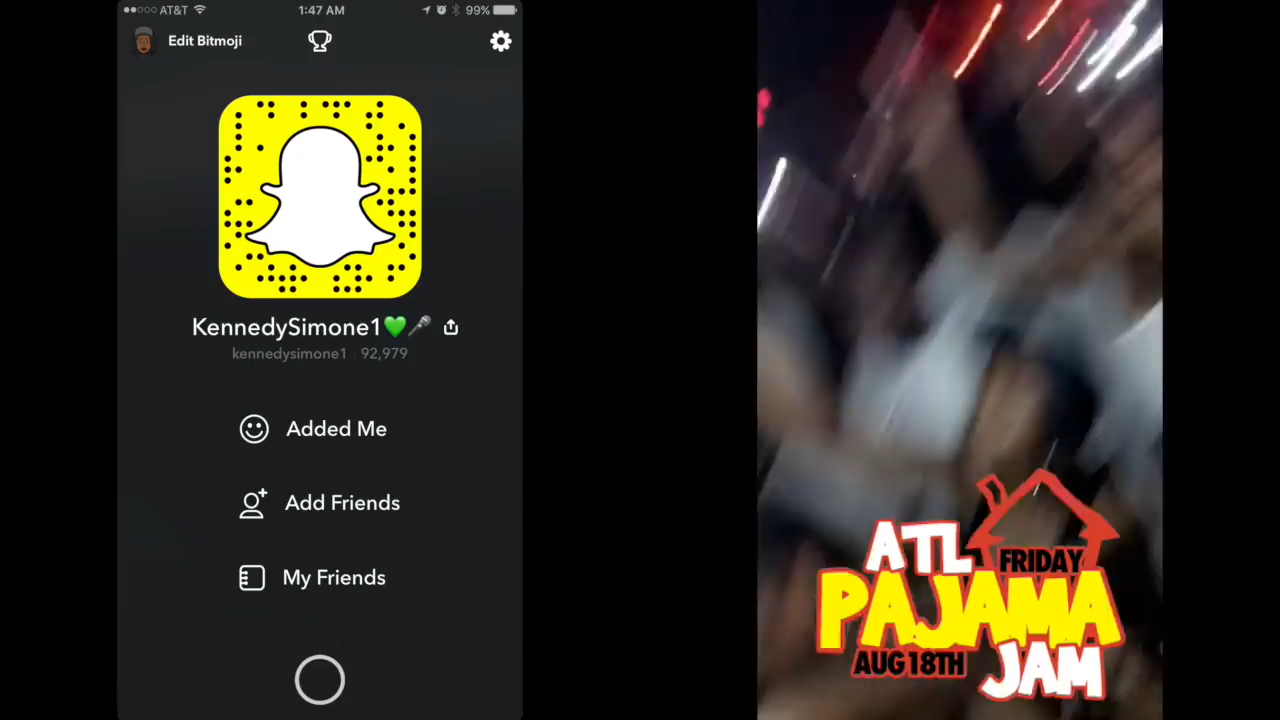 AT&T 1:47 AM 99%
Edit Bitmoji
KennedySimone1💚🎤
kennedysimone1 | 92,979
Added Me
Add Friends
My Friends
ATL FRIDAY
PAJAMA
AUG 18TH JAM